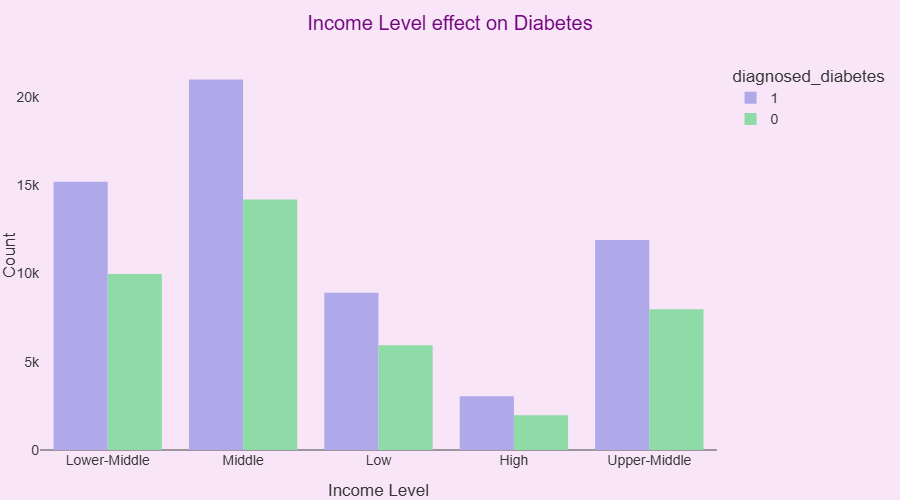 Income Level effect on Diabetes
diagnosed_diabetes
1
0
20k
15k
10k
5k
0
Count
Lower-Middle
Middle
Low
High
Upper-Middle
Income Level